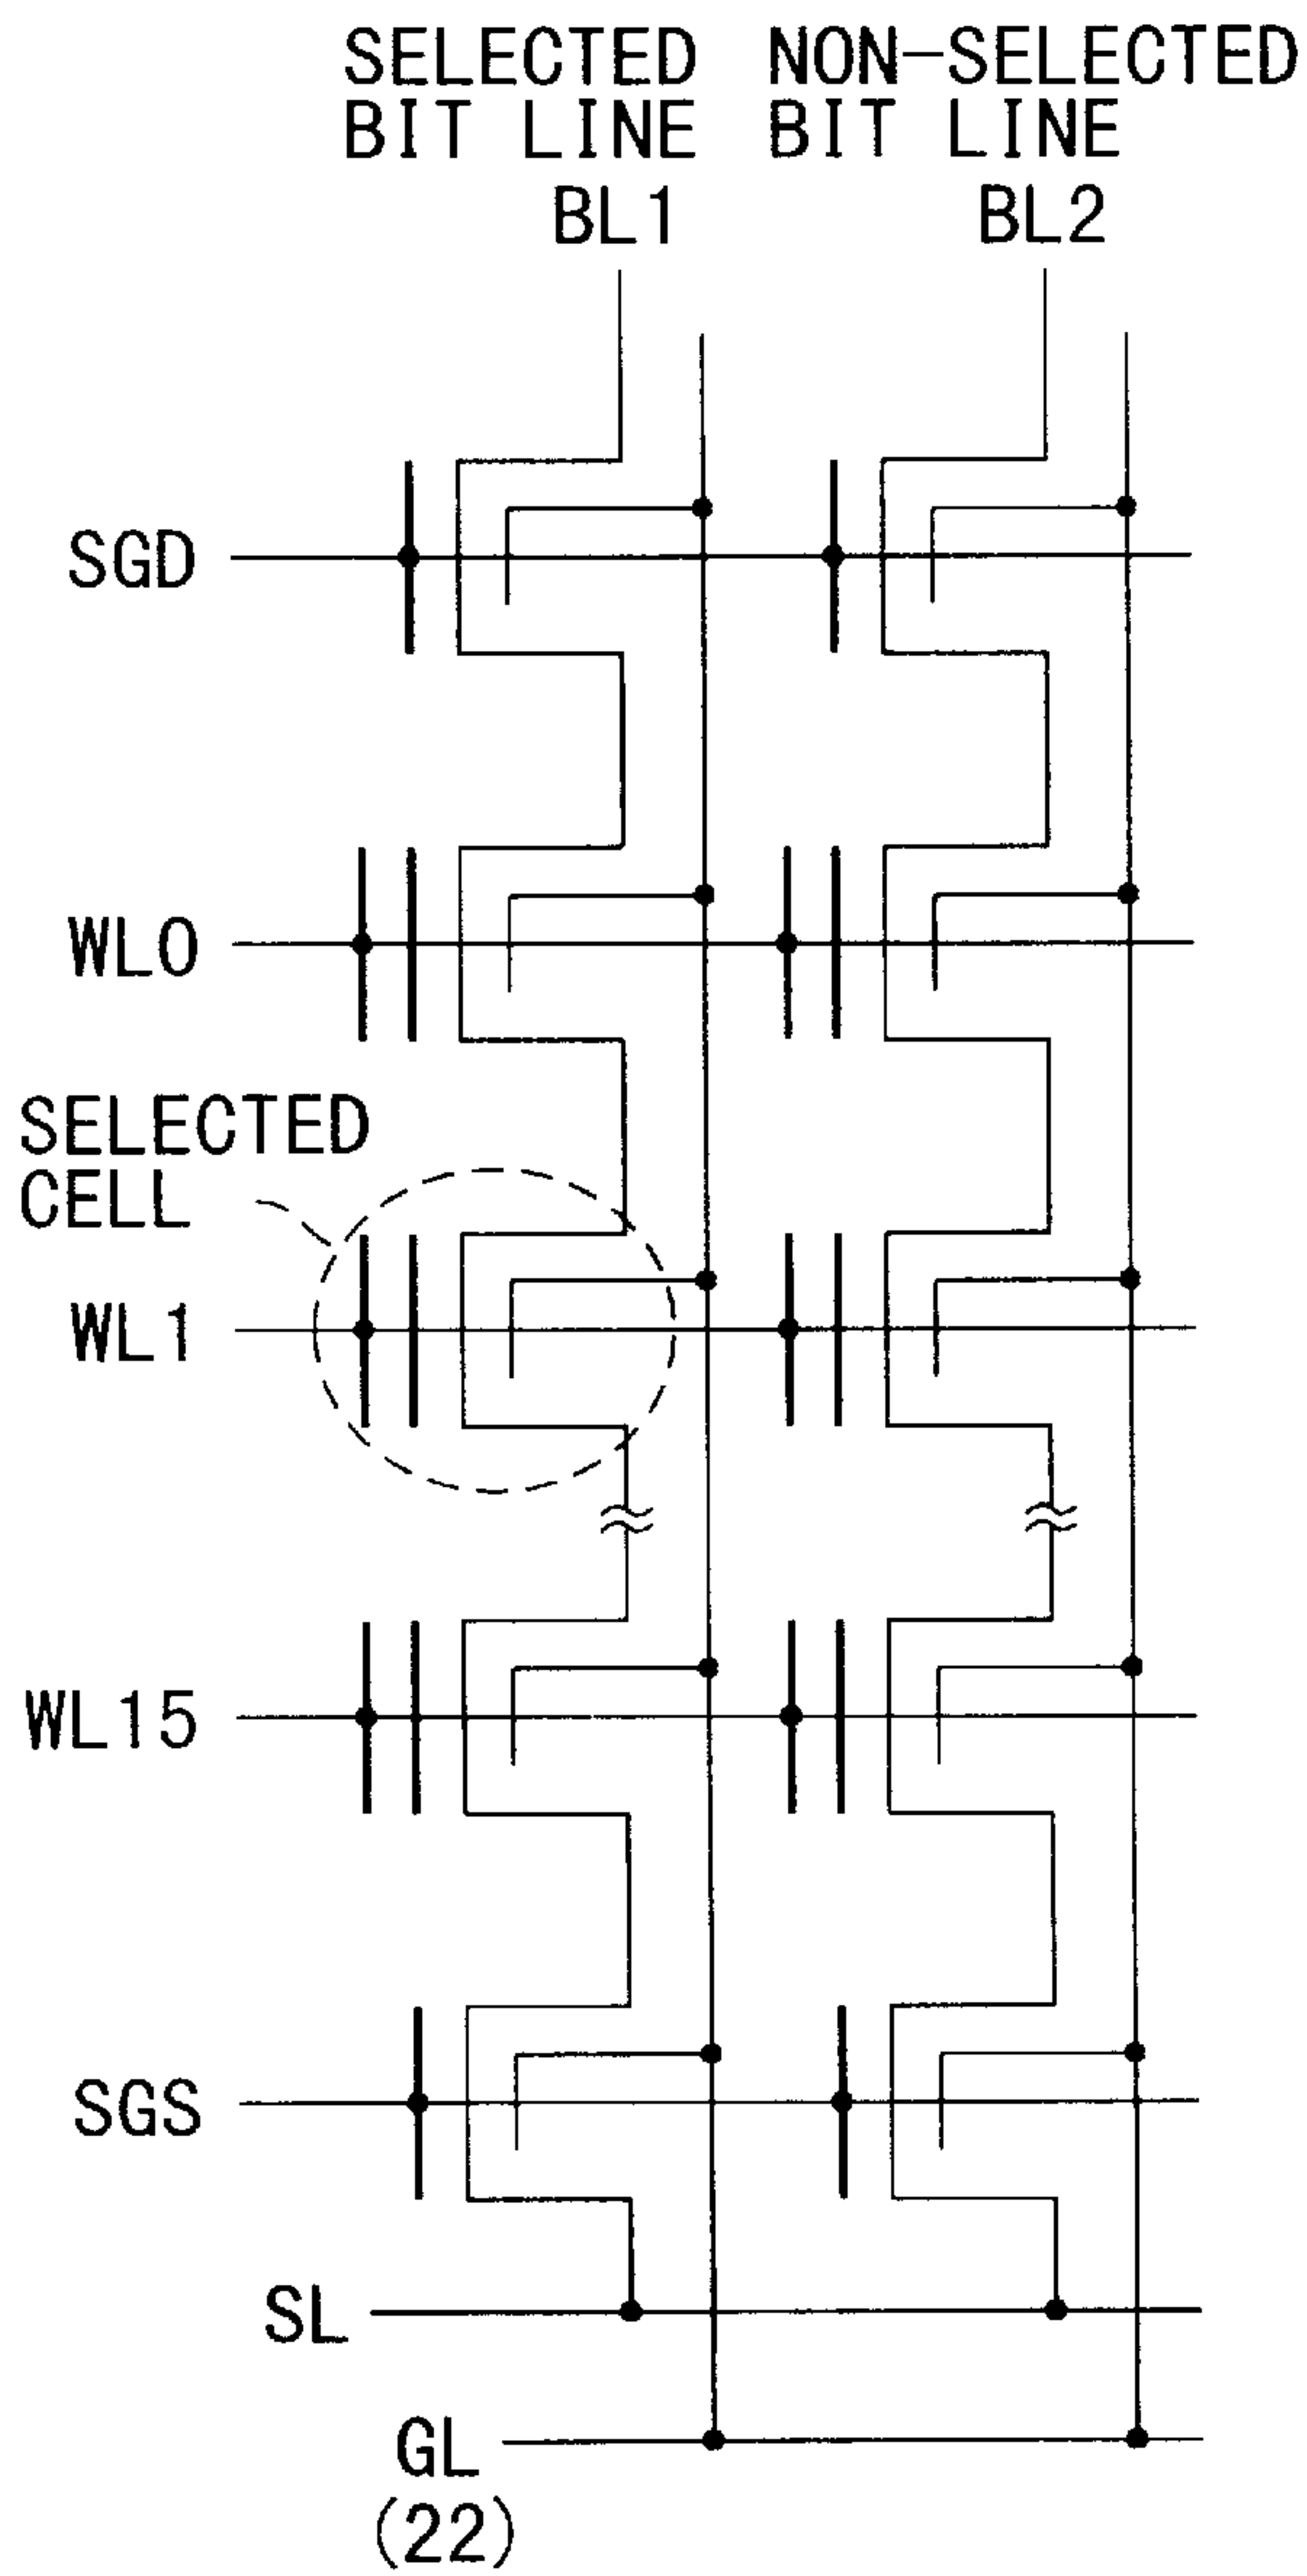 SELECTED
BIT LINE
BL1
NON-SELECTED
BIT LINE
BL2
SGD
WL0
SELECTED
CELL
WL1
WL15
SGS
SL
GL
(22)